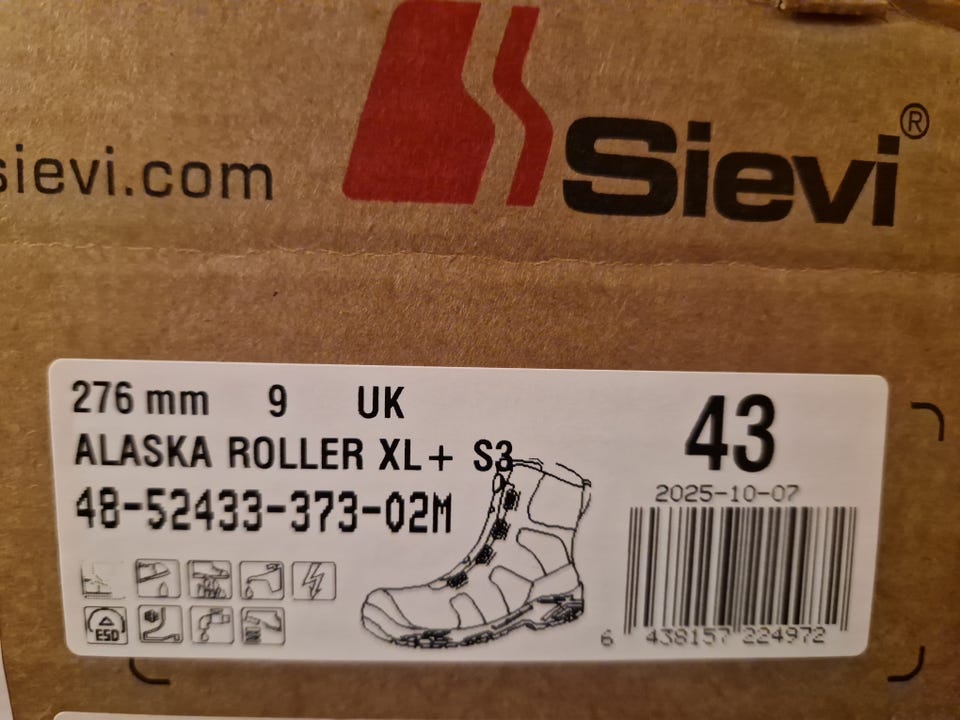 sievi.com
Sievi®
276 mm 9 UK
ALASKA ROLLER XL+ S3
48-52433-373-02M
43
2025-10-07
ESD
6 438157 224972